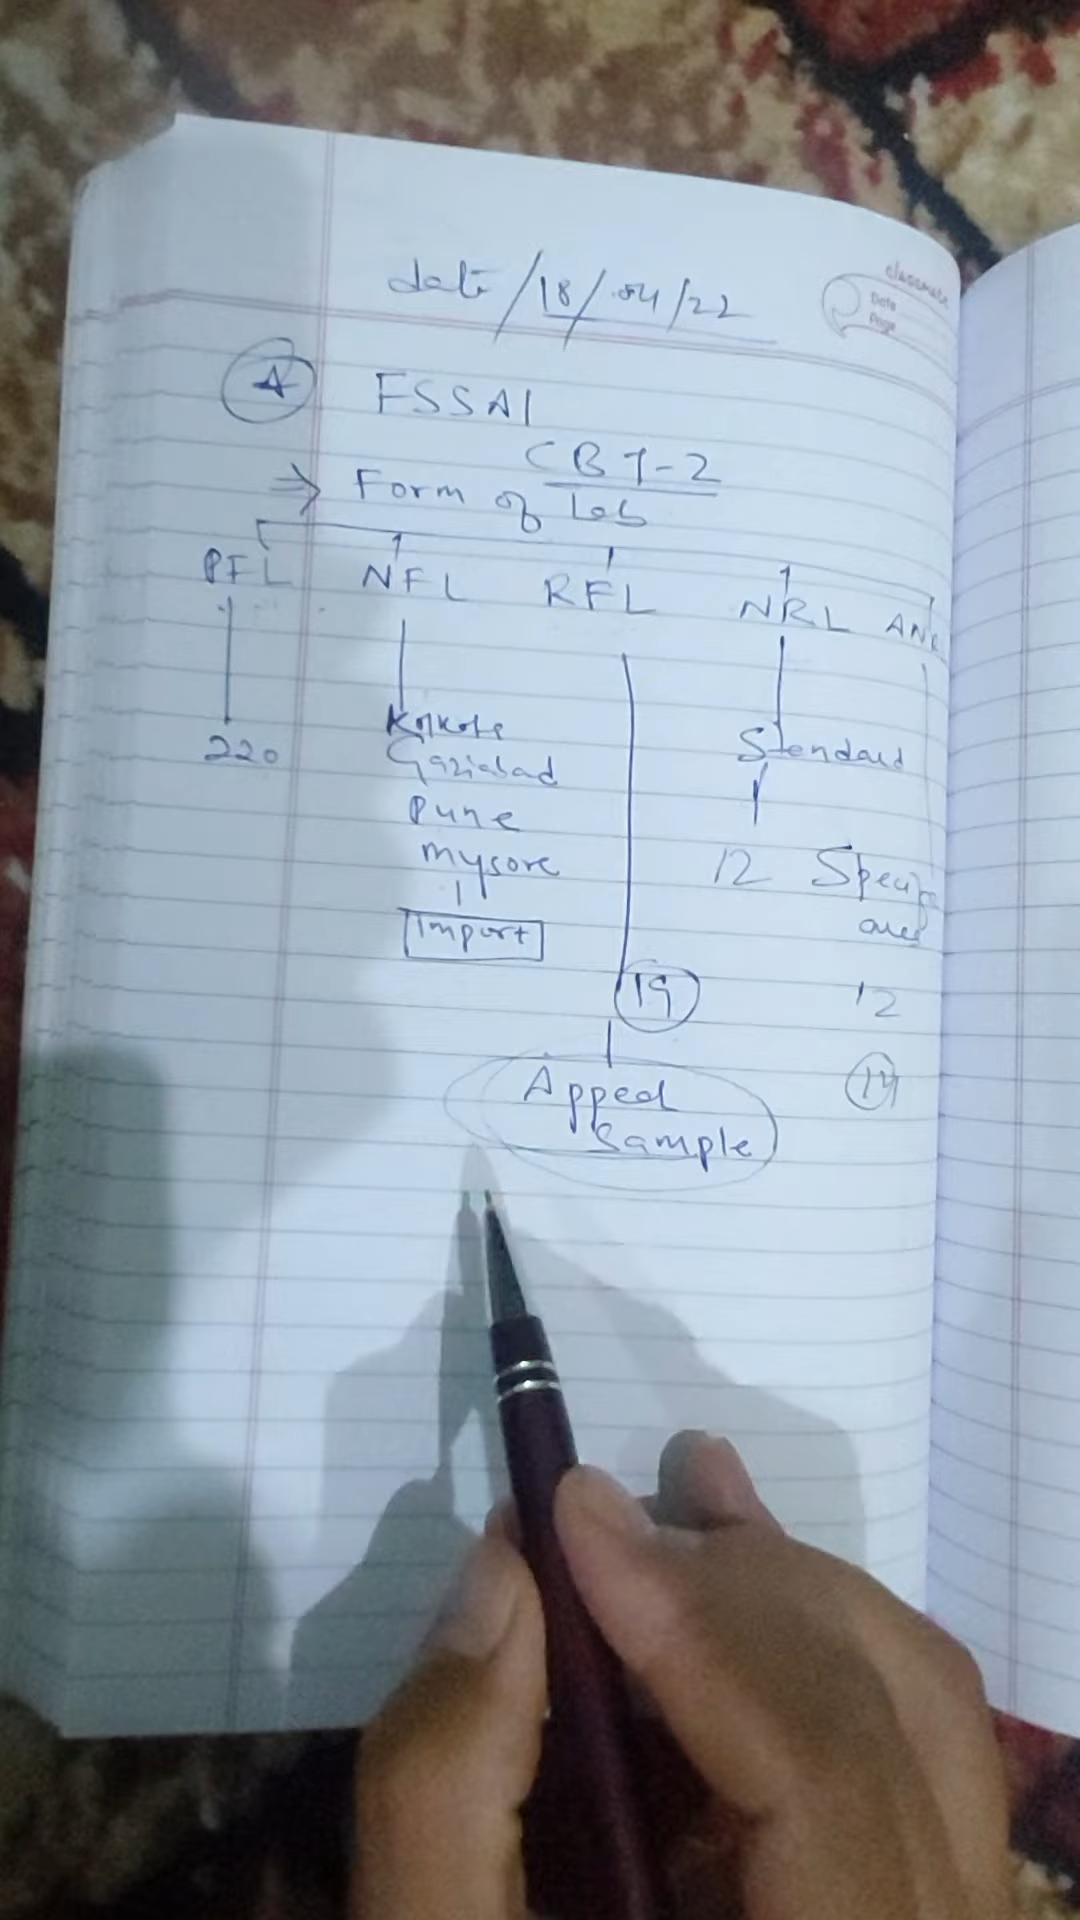 classmate
Date
Page
date /18/04/22
A FSSAI
CBT-2
⇒ Form of Lab
PFL NFL RFL NRL
220
Gaziabad
Pune
mysore
Import
Standard
12
19
12
14
Appeal
Sample